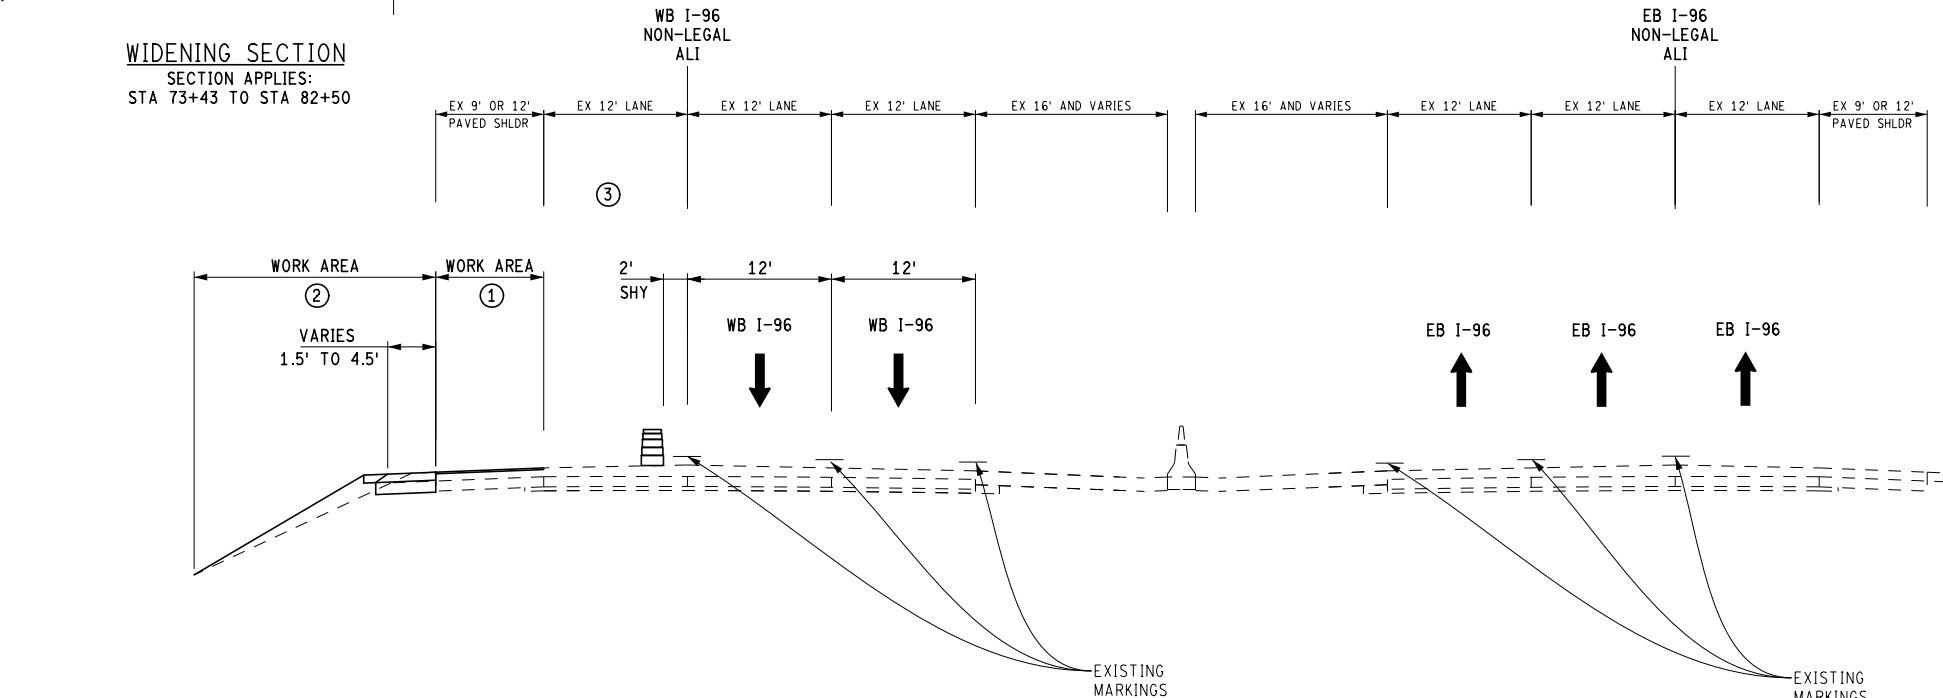 WIDENING SECTION
SECTION APPLIES:
STA 73+43 TO STA 82+50
WB I-96
NON-LEGAL
ALI
EB I-96
NON-LEGAL
ALI
EX 9' OR 12'
PAVED SHLDR
EX 12' LANE
EX 12' LANE
EX 12' LANE
EX 16' AND VARIES
EX 16' AND VARIES
EX 12' LANE
EX 12' LANE
EX 12' LANE
EX 9' OR 12'
PAVED SHLDR
3
WORK AREA
2
WORK AREA
1
2'
SHY
12'
12'
VARIES
1.5' TO 4.5'
WB I-96
WB I-96
EB I-96
EB I-96
EB I-96
EXISTING
MARKINGS
EXISTING
MARKINGS